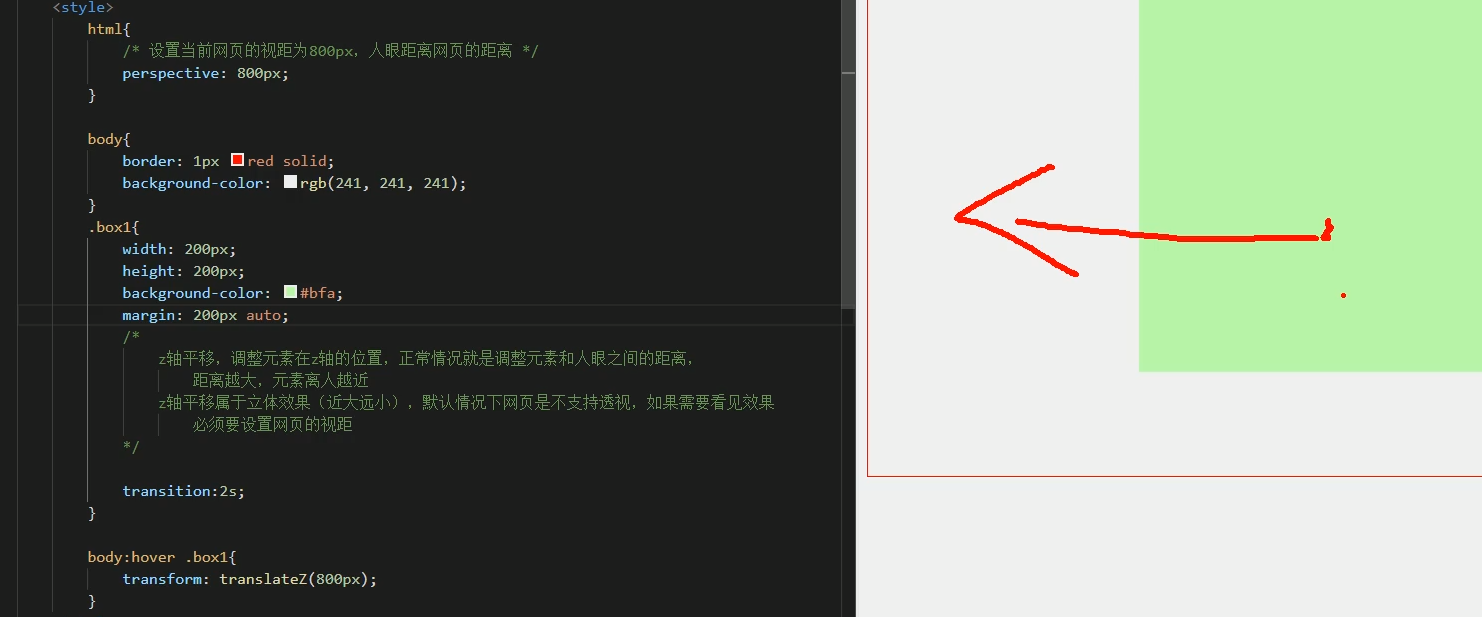 <style>
html{
/* 设置当前网页的视距为800px，人眼距离网页的距离 */
perspective: 800px;
}
body{
border: 1px red solid;
background-color: rgb(241, 241, 241);
}
.box1{
width: 200px;
height: 200px;
background-color: #bfa;
margin: 200px auto;
/*
z轴平移，调整元素在z轴的位置，正常情况就是调整元素和人眼之间的距离，
距离越大，元素离人越近
z轴平移属于立体效果（近大远小），默认情况下网页是不支持透视，如果需要看见效果
必须要设置网页的视距
*/
transition:2s;
}
body:hover .box1{
transform: translateZ(800px);
}